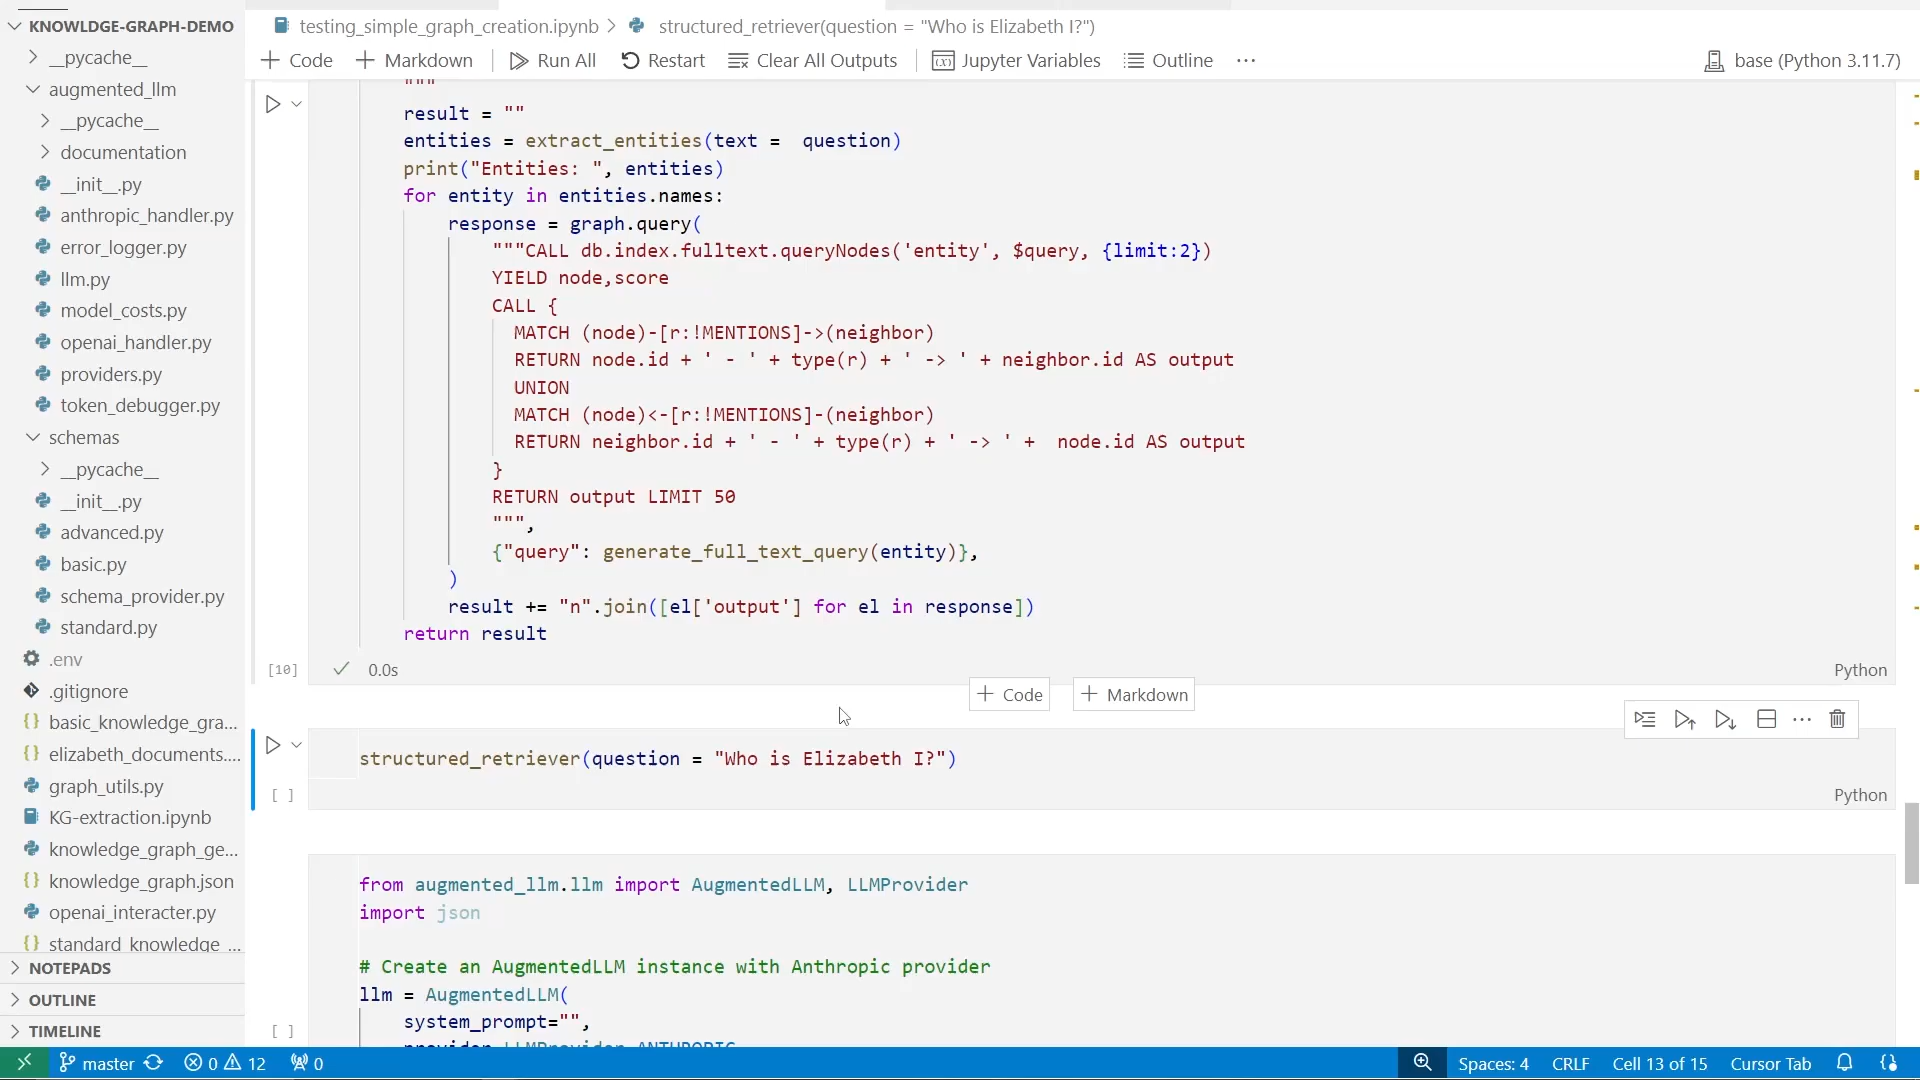 KNOWLDGE-GRAPH-DEMO
__pycache__
augmented_llm
__pycache__
documentation
__init__.py
anthropic_handler.py
error_logger.py
llm.py
model_costs.py
openai_handler.py
providers.py
token_debugger.py
schemas
__pycache__
__init__.py
advanced.py
basic.py
schema_provider.py
standard.py
.env
.gitignore
basic_knowledge_gra...
elizabeth_documents....
graph_utils.py
KG-extraction.ipynb
knowledge_graph_ge...
knowledge_graph.json
openai_interacter.py
standard_knowledge_...
NOTEPADS
OUTLINE
TIMELINE
testing_simple_graph_creation.ipynb > structured_retriever(question = "Who is Elizabeth I?")
+ Code + Markdown Run All Restart Clear All Outputs Jupyter Variables Outline ... base (Python 3.11.7)
"""
result = ""
entities = extract_entities(text =  question)
print("Entities: ", entities)
for entity in entities.names:
response = graph.query(
"""CALL db.index.fulltext.queryNodes('entity', $query, {limit:2})
YIELD node,score
CALL {
MATCH (node)-[r:!MENTIONS]->(neighbor)
RETURN node.id + ' - ' + type(r) + ' -> ' + neighbor.id AS output
UNION
MATCH (node)<-[r:!MENTIONS]-(neighbor)
RETURN neighbor.id + ' - ' + type(r) + ' -> ' +  node.id AS output
}
RETURN output LIMIT 50
""",
{"query": generate_full_text_query(entity)},
)
result += "n".join([el['output'] for el in response])
return result
[10] ✓ 0.0s Python
+ Code + Markdown
structured_retriever(question = "Who is Elizabeth I?")
[ ] Python
from augmented_llm.llm import AugmentedLLM, LLMProvider
import json
# Create an AugmentedLLM instance with Anthropic provider
llm = AugmentedLLM(
system_prompt="",
[ ]
provider=LLMProvider.ANTHROPIC
master 0 12 0 Spaces: 4 CRLF Cell 13 of 15 Cursor Tab